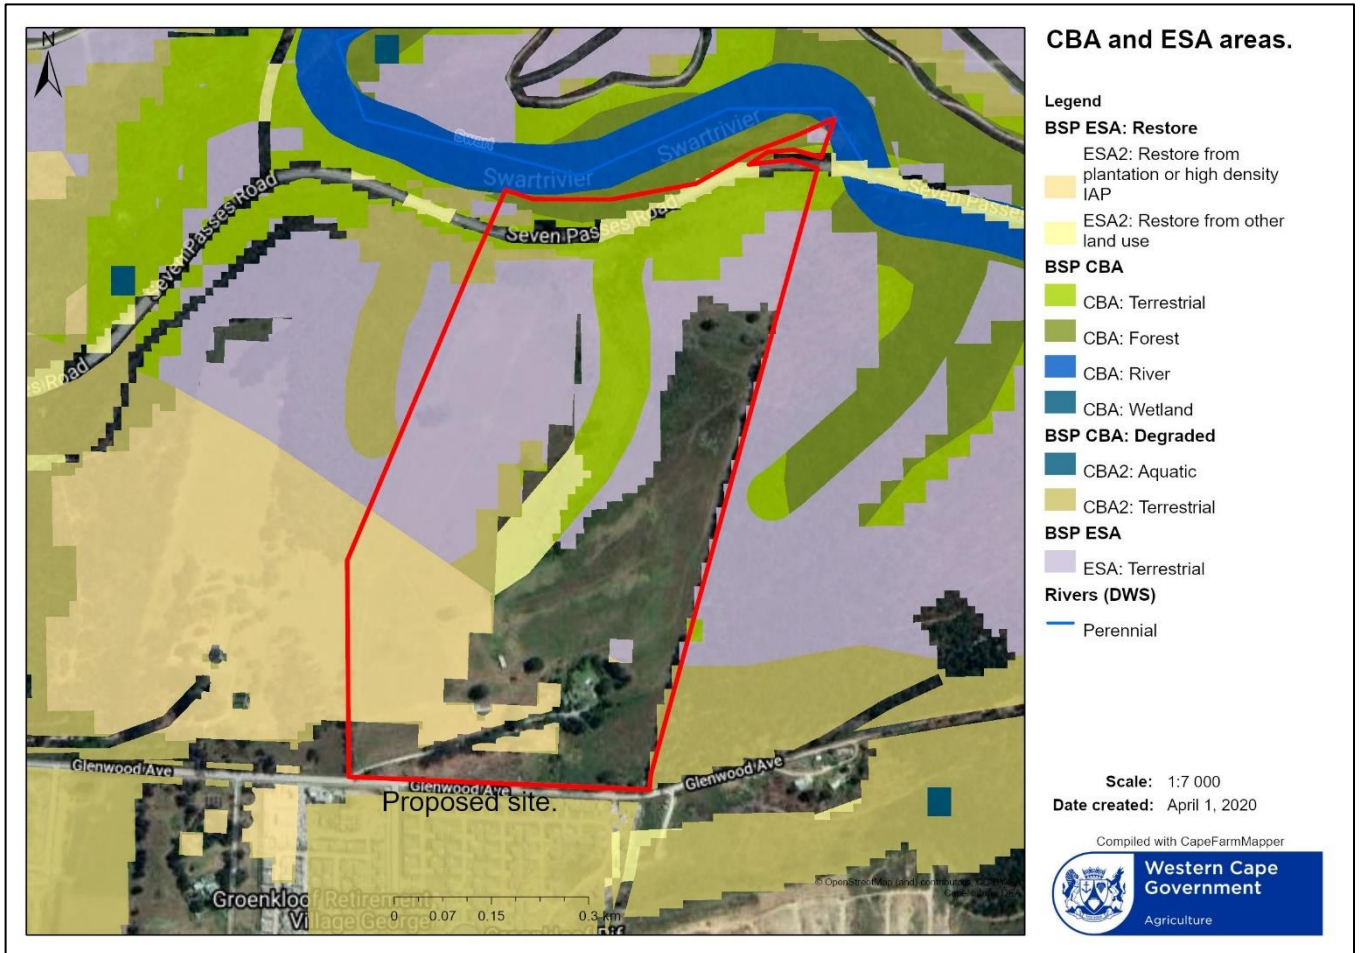 CBA and ESA areas.
Legend
BSP ESA: Restore
ESA2: Restore from
plantation or high density
IAP
ESA2: Restore from other
land use
BSP CBA
CBA: Terrestrial
CBA: Forest
CBA: River
CBA: Wetland
BSP CBA: Degraded
CBA2: Aquatic
CBA2: Terrestrial
BSP ESA
ESA: Terrestrial
Rivers (DWS)
Perennial
Scale: 1:7 000
Date created: April 1, 2020
Compiled with CapeFarmMapper
Western Cape
Government
Agriculture
N
Swart
Swartrivier
Swartrivier
Seven Passes Road
Seven Passes Road
Seven Passes
es Road
Glenwood Ave
Glenwood Ave
Glenwood Ave
Proposed site.
Groenkloof Retirement
Village George
0 0.07 0.15 0.3 km
© OpenStreetMap (and) contributors,